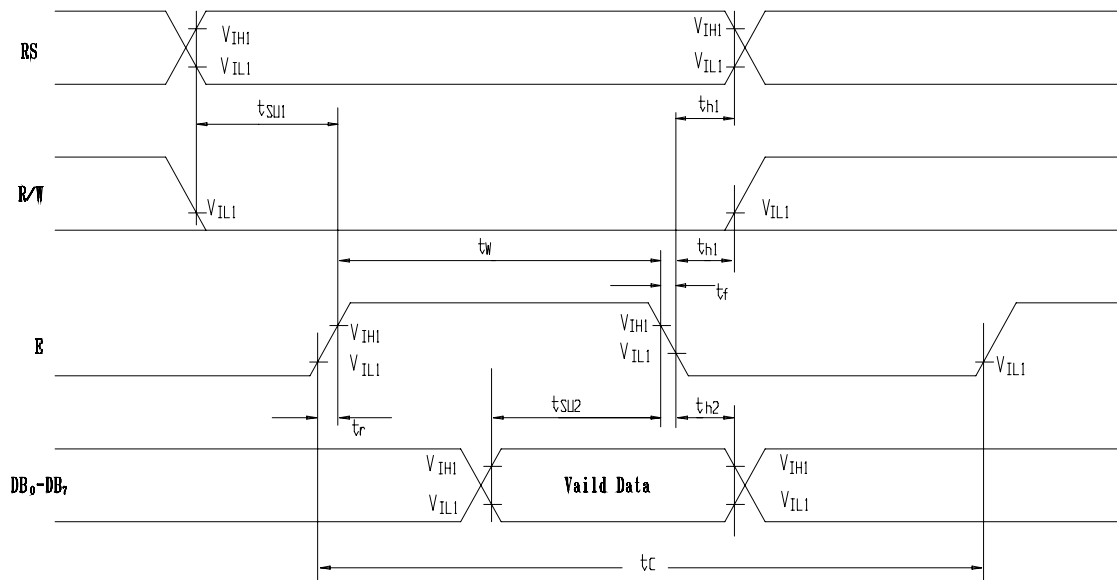 RS
VIH1
VIL1
VIH1
VIL1
tSU1
th1
R/W
VIL1
VIL1
tW
th1
tf
E
VIH1
VIL1
VIH1
VIL1
VIL1
tr
tSU2
th2
DB0-DB7
VIH1
VIL1
Vaild Data
VIH1
VIL1
tC